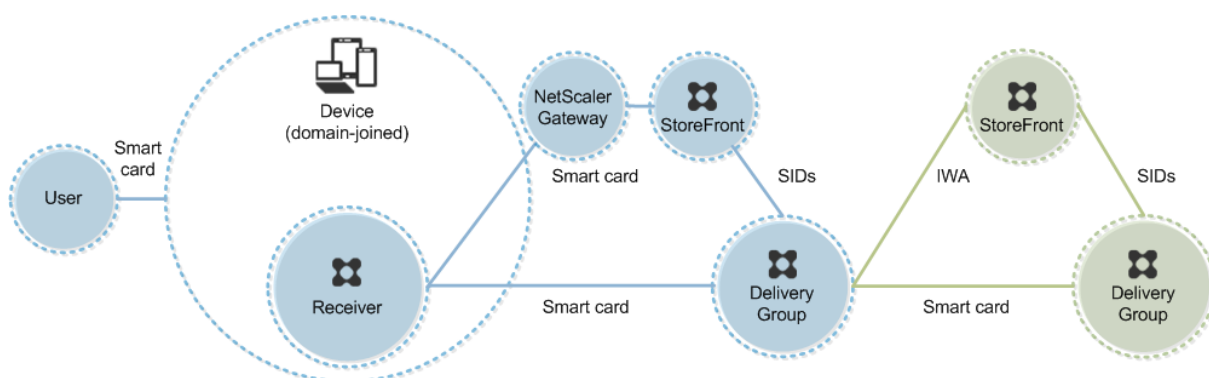 User
Smart
card
Device
(domain-joined)
Receiver
NetScaler
Gateway
StoreFront
Smart card
SIDs
Smart card
Delivery
Group
IWA
StoreFront
SIDs
Smart card
Delivery
Group